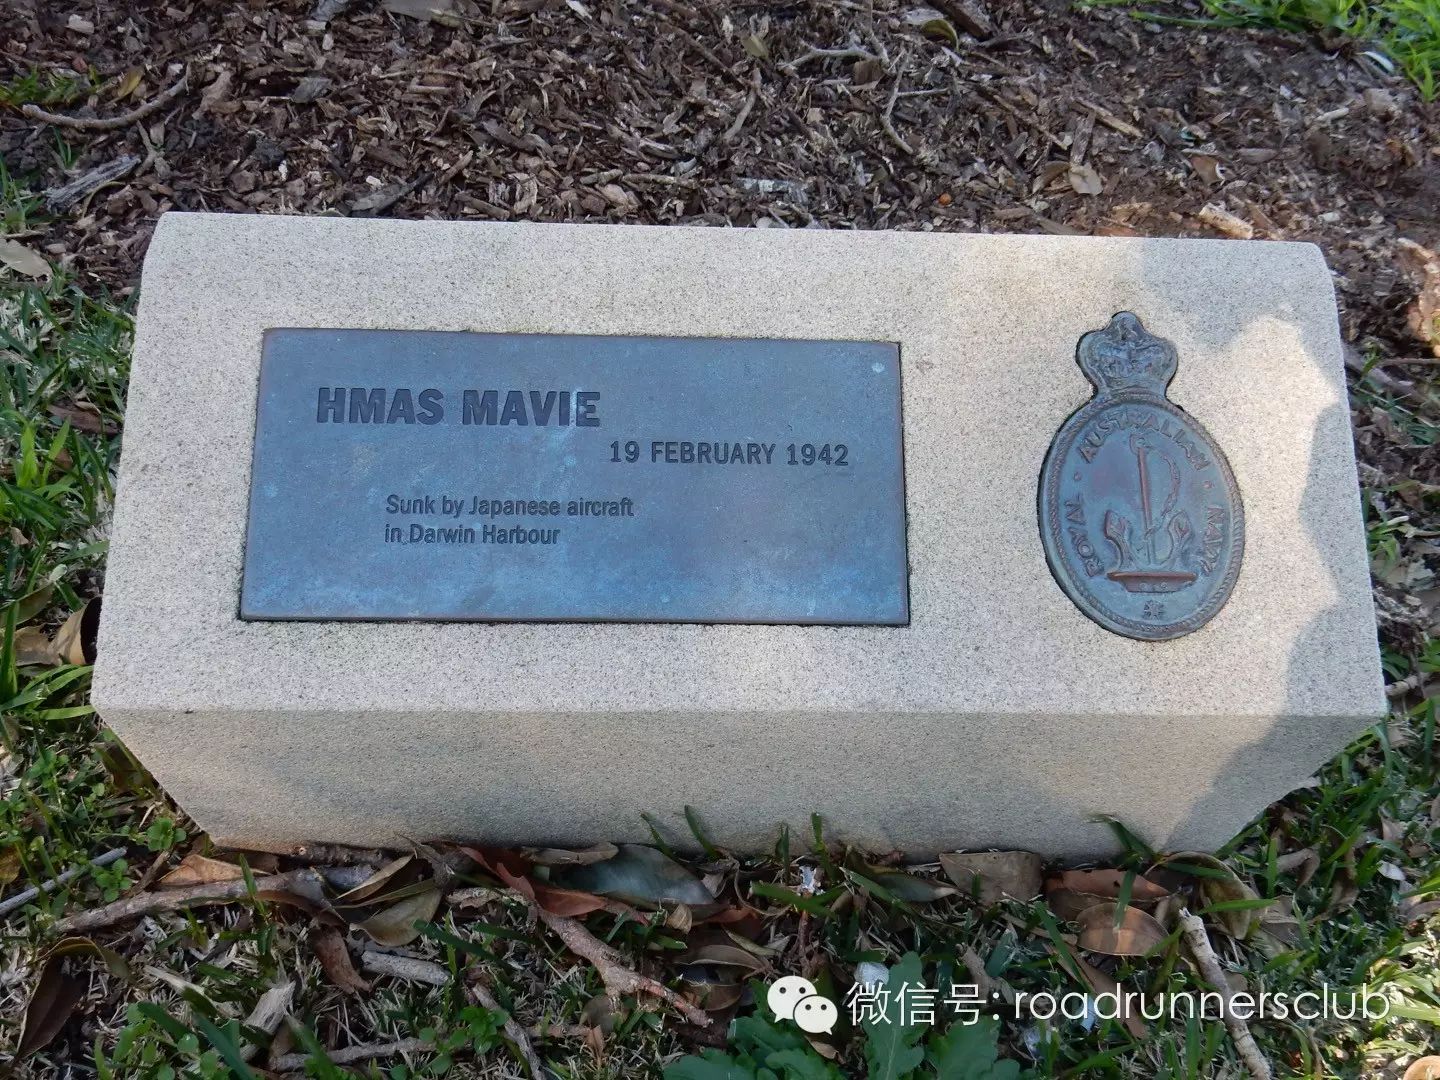 HMAS MAVIE
19 FEBRUARY 1942
Sunk by Japanese aircraft
in Darwin Harbour
ROYAL · AUSTRALIAN · NAVY
微信号: roadrunnersclub